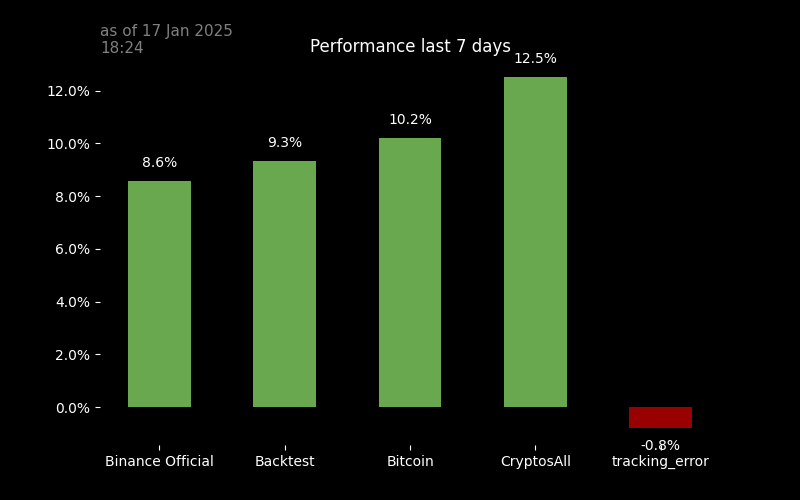 as of 17 Jan 2025
18:24
Performance last 7 days
12.5%
12.0%
10.2%
10.0%
9.3%
8.6%
8.0%
6.0%
4.0%
2.0%
0.0%
-0.8%
Binance Official
Backtest
Bitcoin
CryptosAll
tracking_error